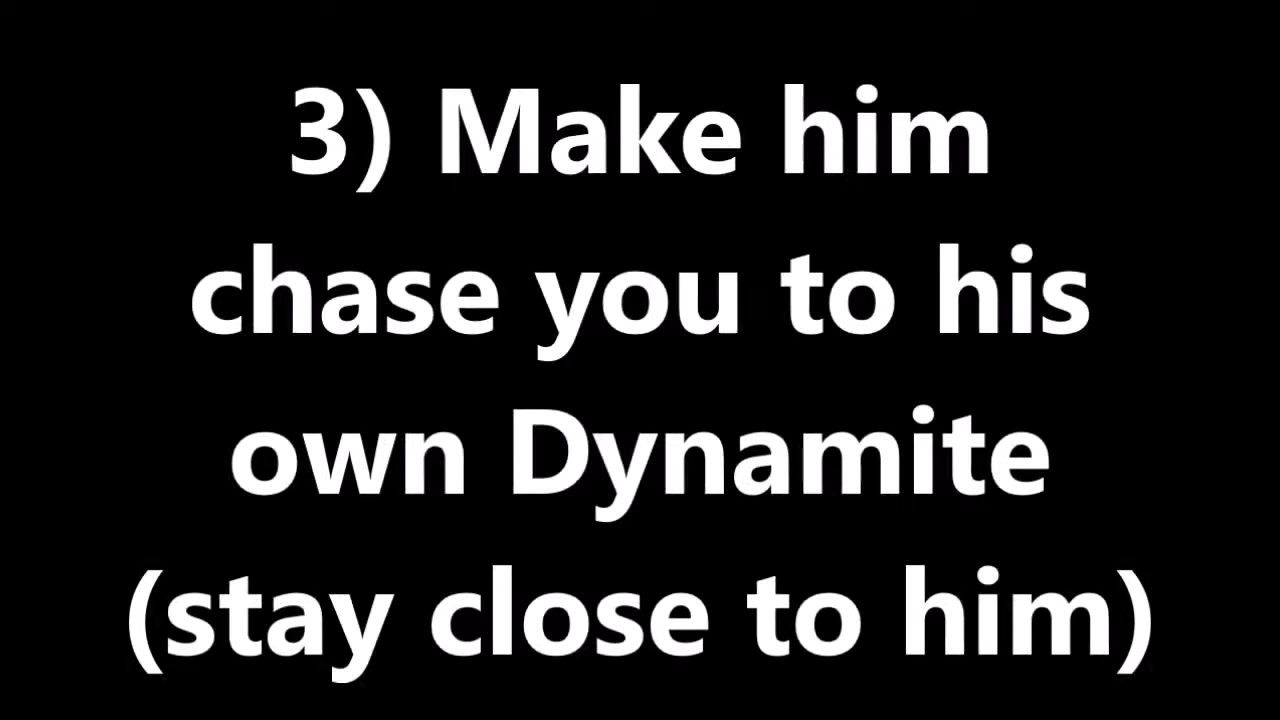 3) Make him
chase you to his
own Dynamite
(stay close to him)